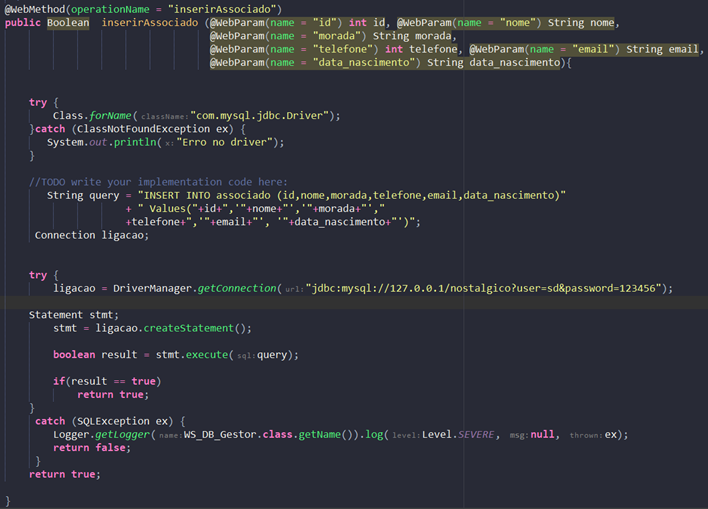 @WebMethod(operationName = "inserirAssociado")
public Boolean inserirAssociado (@WebParam(name = "id") int id, @WebParam(name = "nome") String nome,
@WebParam(name = "morada") String morada,
@WebParam(name = "telefone") int telefone, @WebParam(name = "email") String email,
@WebParam(name = "data_nascimento") String data_nascimento){
try {
Class.forName( className: "com.mysql.jdbc.Driver");
}catch (ClassNotFoundException ex) {
System.out.println( x: "Erro no driver");
}
//TODO write your implementation code here:
String query = "INSERT INTO associado (id,nome,morada,telefone,email,data_nascimento)"
+ " Values("+id+",'"+nome+"','"+morada+"',"
+telefone+",'"+email+"', '"+data_nascimento+"')";
Connection ligacao;
try {
ligacao = DriverManager.getConnection( url: "jdbc:mysql://127.0.0.1/nostalgico?user=sd&password=123456");
Statement stmt;
stmt = ligacao.createStatement();
boolean result = stmt.execute( sql: query);
if(result == true)
return true;
}
catch (SQLException ex) {
Logger.getLogger( name: WS_DB_Gestor.class.getName()).log( level: Level.SEVERE, msg: null, thrown: ex);
return false;
}
return true;
}